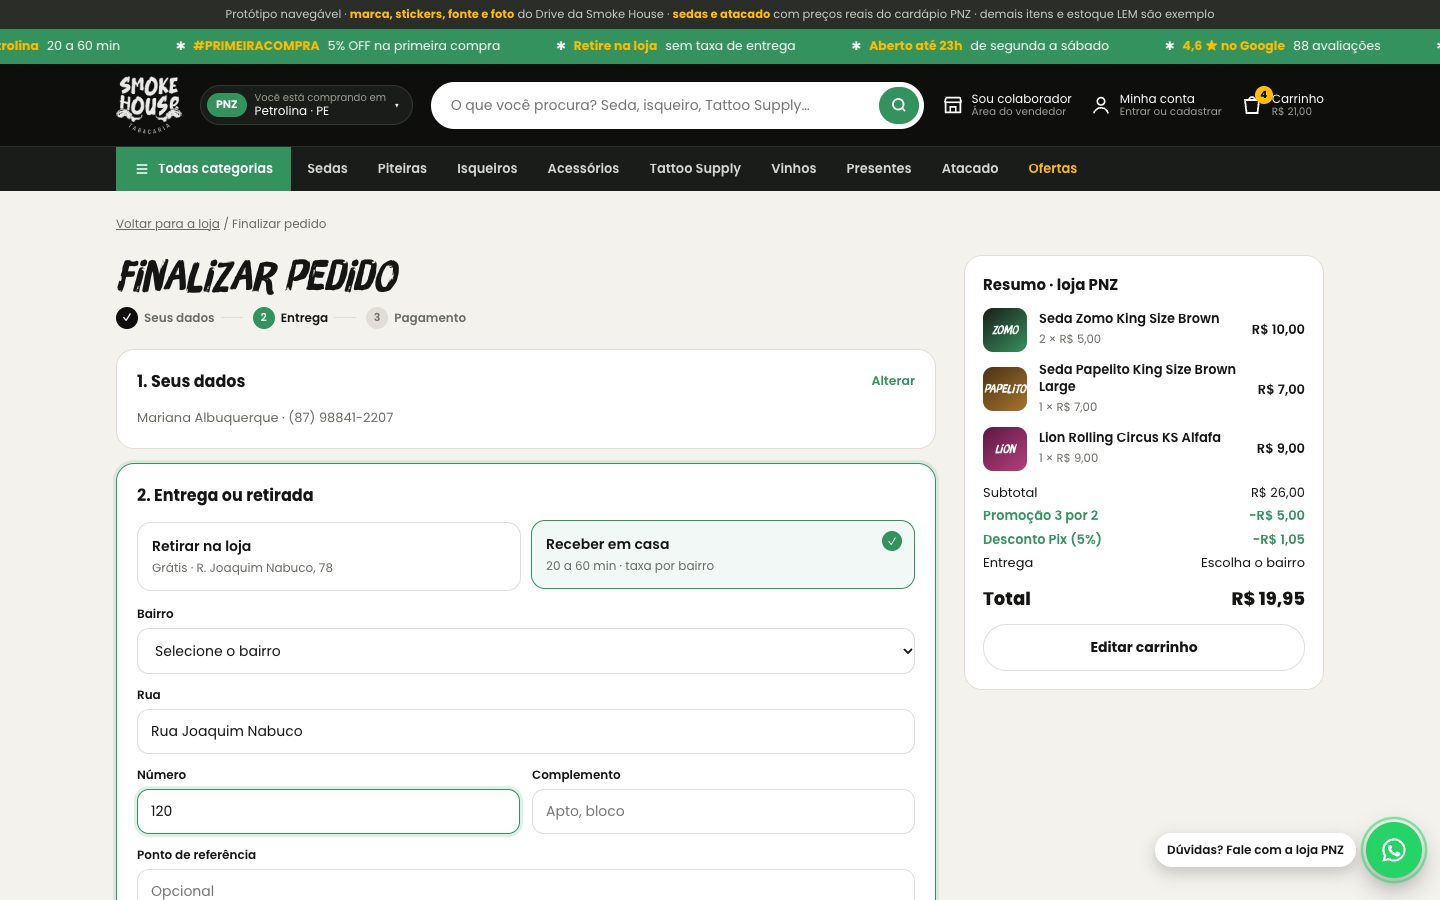 Protótipo navegável · marca, stickers, fonte e foto do Drive da Smoke House · sedas e atacado com preços reais do cardápio PNZ · demais itens e estoque LEM são exemplo
rolina 20 a 60 min ✱ #PRIMEIRACOMPRA 5% OFF na primeira compra ✱ Retire na loja sem taxa de entrega ✱ Aberto até 23h de segunda a sábado ✱ 4,6 ★ no Google 88 avaliações
SMOKE HOUSE TABACARIA
PNZ
Você está comprando em
Petrolina · PE
O que você procura? Seda, isqueiro, Tattoo Supply...
Sou colaborador
Área do vendedor
Minha conta
Entrar ou cadastrar
4
Carrinho
R$ 21,00
Todas categorias Sedas Piteiras Isqueiros Acessórios Tattoo Supply Vinhos Presentes Atacado Ofertas
Voltar para a loja / Finalizar pedido
FINALIZAR PEDIDO
✓ Seus dados 2 Entrega 3 Pagamento
1. Seus dados Alterar
Mariana Albuquerque · (87) 98841-2207
2. Entrega ou retirada
Retirar na loja
Grátis · R. Joaquim Nabuco, 78
Receber em casa
20 a 60 min · taxa por bairro
Bairro
Selecione o bairro
Rua
Rua Joaquim Nabuco
Número Complemento
120 Apto, bloco
Ponto de referência
Opcional
Resumo · loja PNZ
ZOMO
Seda Zomo King Size Brown
2 × R$ 5,00
R$ 10,00
PAPELITO
Seda Papelito King Size Brown
Large
1 × R$ 7,00
R$ 7,00
LION
Lion Rolling Circus KS Alfafa
1 × R$ 9,00
R$ 9,00
Subtotal R$ 26,00
Promoção 3 por 2 -R$ 5,00
Desconto Pix (5%) -R$ 1,05
Entrega Escolha o bairro
Total R$ 19,95
Editar carrinho
Dúvidas? Fale com a loja PNZ